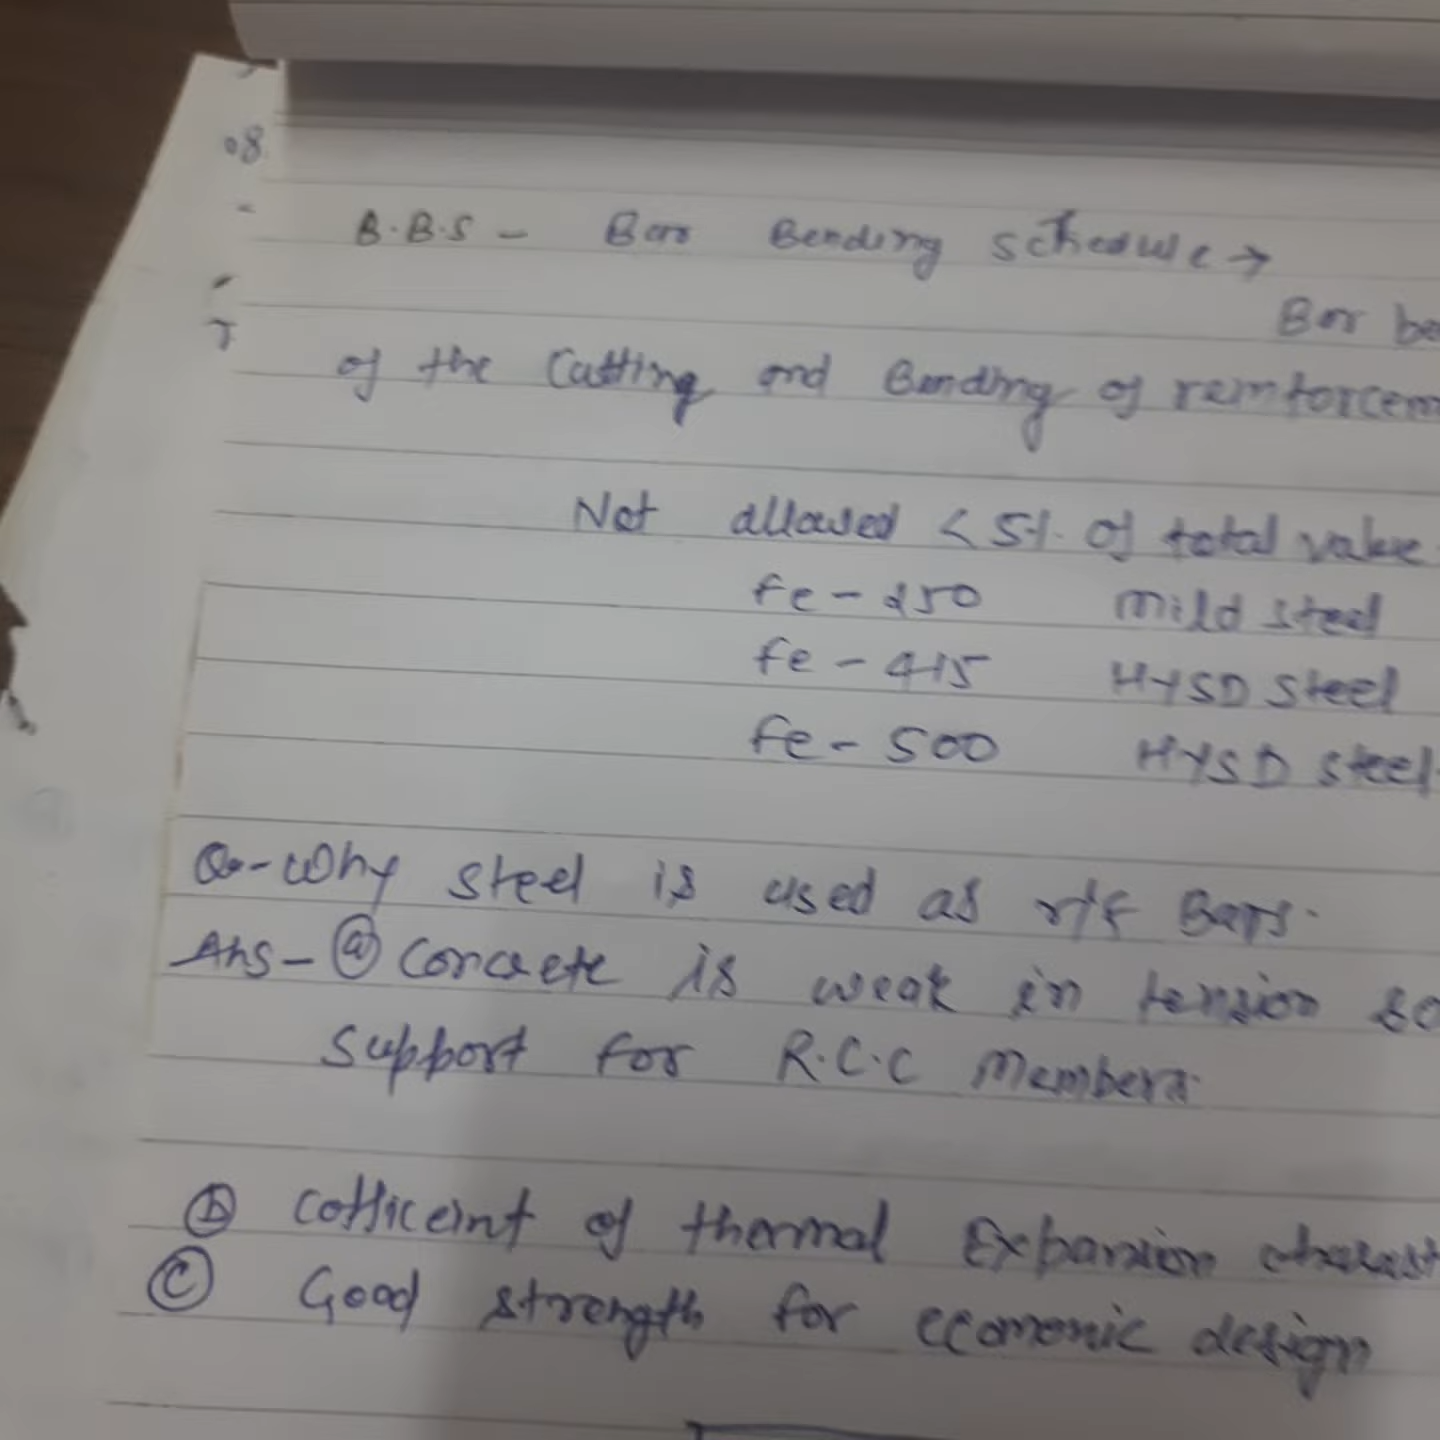 08.
B.B.S - Bar Bending Schedule →
Bar be
of the Cutting and Bending of reinforcem
Not allowed < 5% of total value
fe - 250 mild steel
fe - 415 HYSD Steel
fe - 500 HYSD steel
Q-Why steel is used as r/f Bars.
Ans- (a) Concrete is weak in tension so
Support for R.C.C Members.
(b) Cofficeint of thermal Expansion
(C) Good strength for economic design